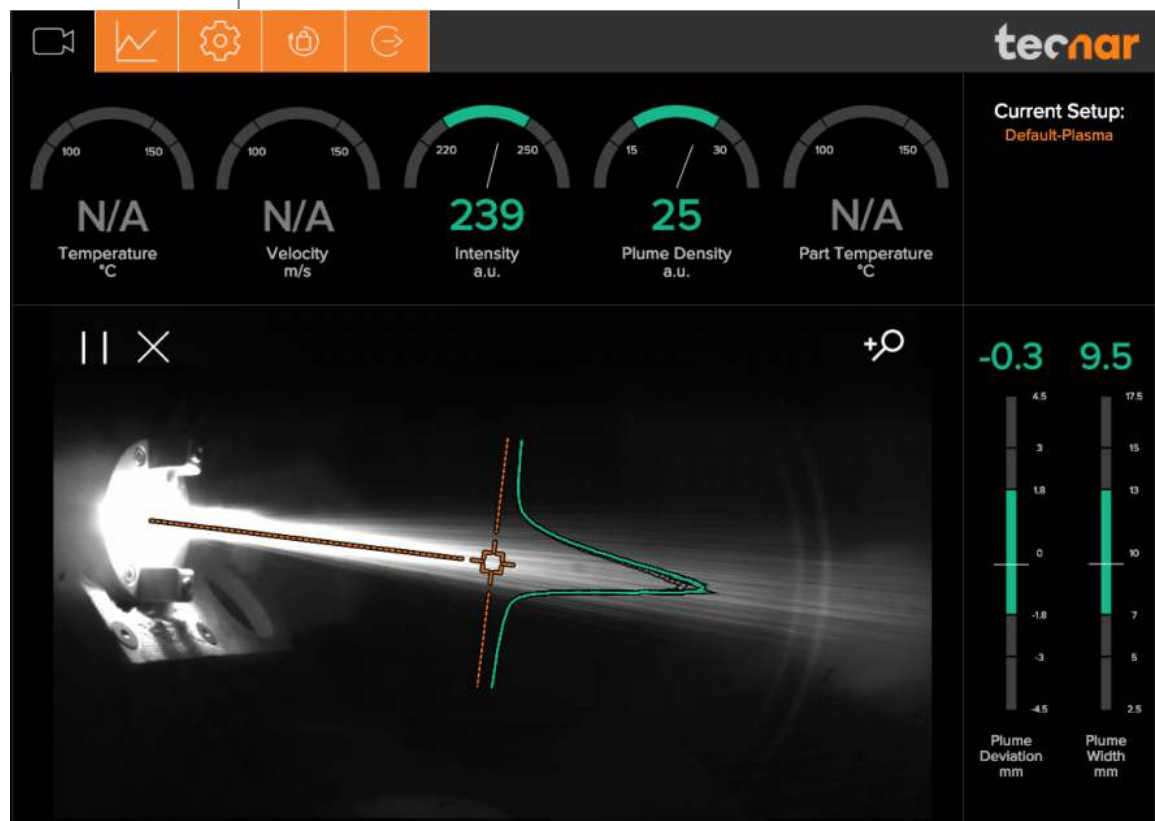 tecnar
Current Setup:
Default-Plasma
100 150
N/A
Temperature
°C
100 150
N/A
Velocity
m/s
220 250
239
Intensity
a.u.
15 30
25
Plume Density
a.u.
100 150
N/A
Part Temperature
°C
-0.3
4.5
3
1.8
0
-1.8
-3
-4.5
Plume
Deviation
mm
9.5
17.5
15
13
10
7
5
2.5
Plume
Width
mm